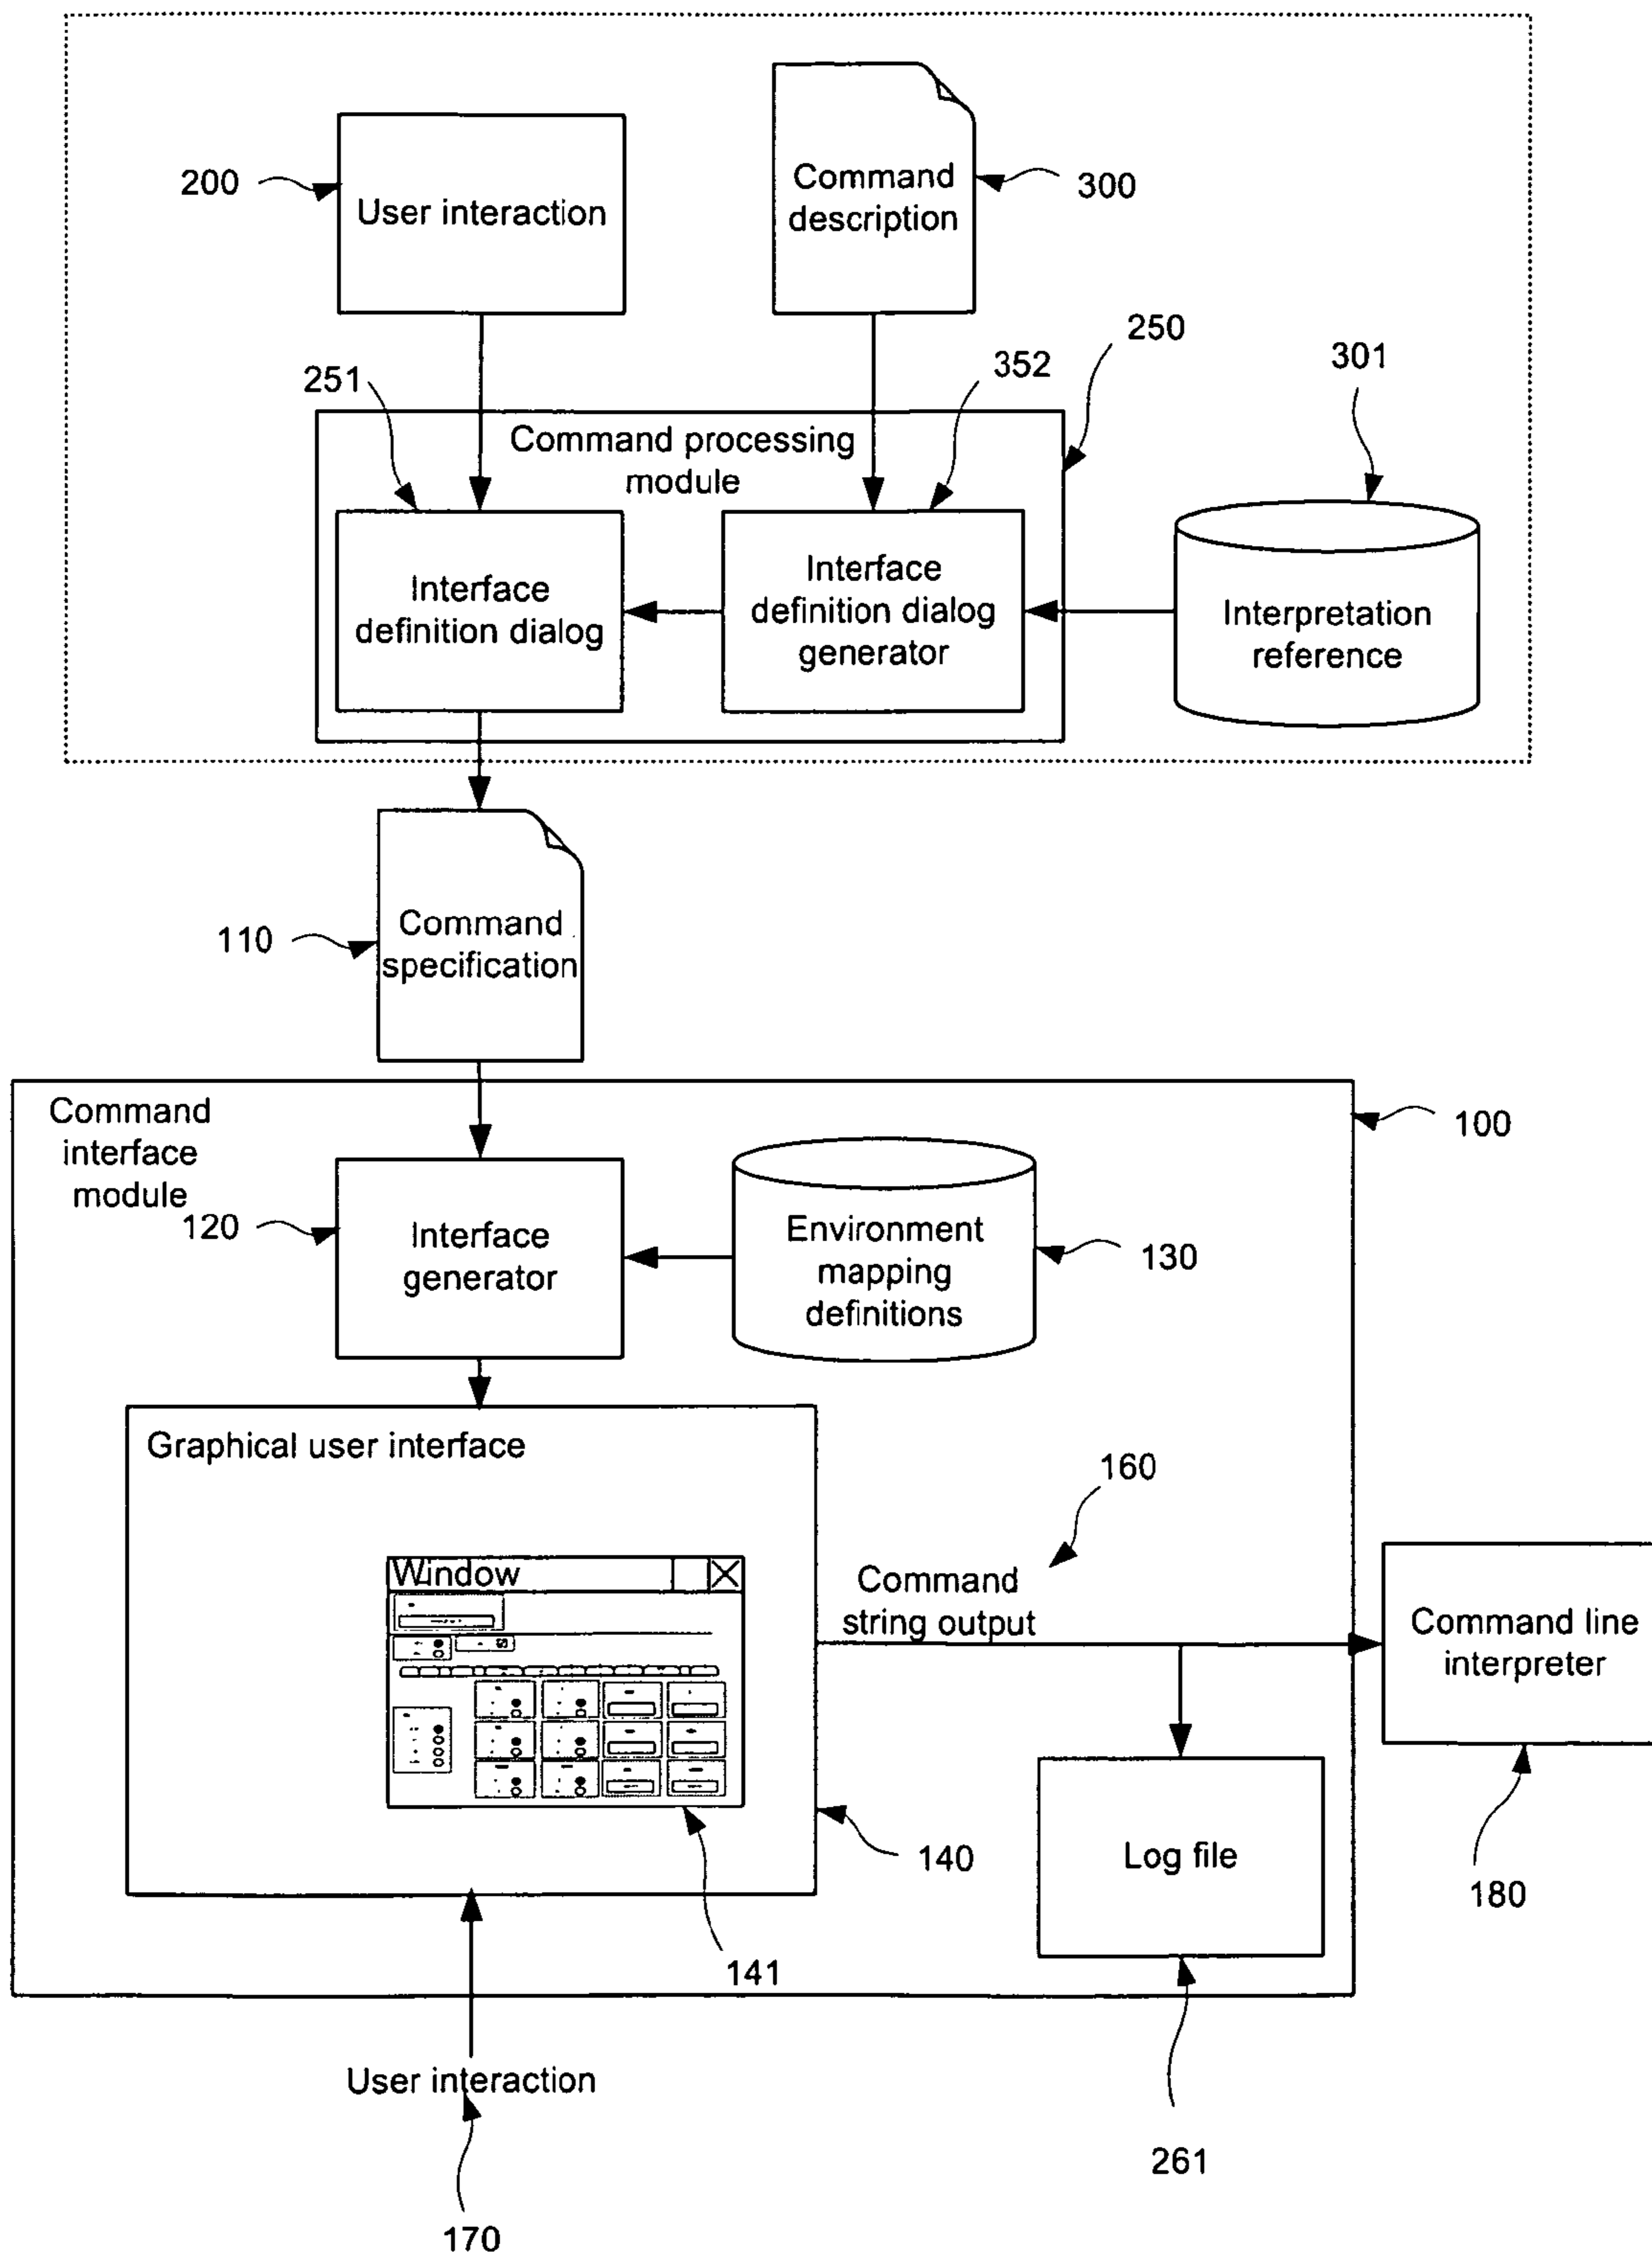 200
User interaction
Command
description
300
250
301
251
352
Command processing
module
Interface
definition dialog
Interface
definition dialog
generator
Interpretation
reference
110
Command
specification
Command
interface
module
100
120
Interface
generator
Environment
mapping
definitions
130
Graphical user interface
160
Window
Command
string output
Command line
interpreter
140
Log file
180
141
User interaction
261
170